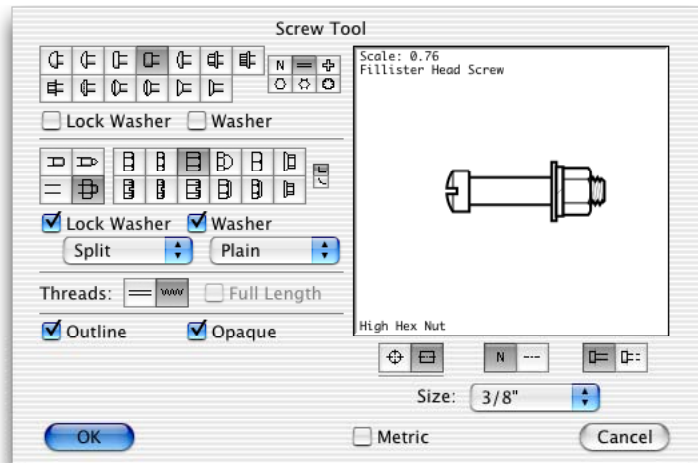 Screw Tool
Scale: 0.76
Fillister Head Screw
N
Lock Washer Washer
Lock Washer Washer
Split Plain
Threads: Full Length
Outline Opaque
High Hex Nut
N
Size: 3/8"
OK Metric Cancel